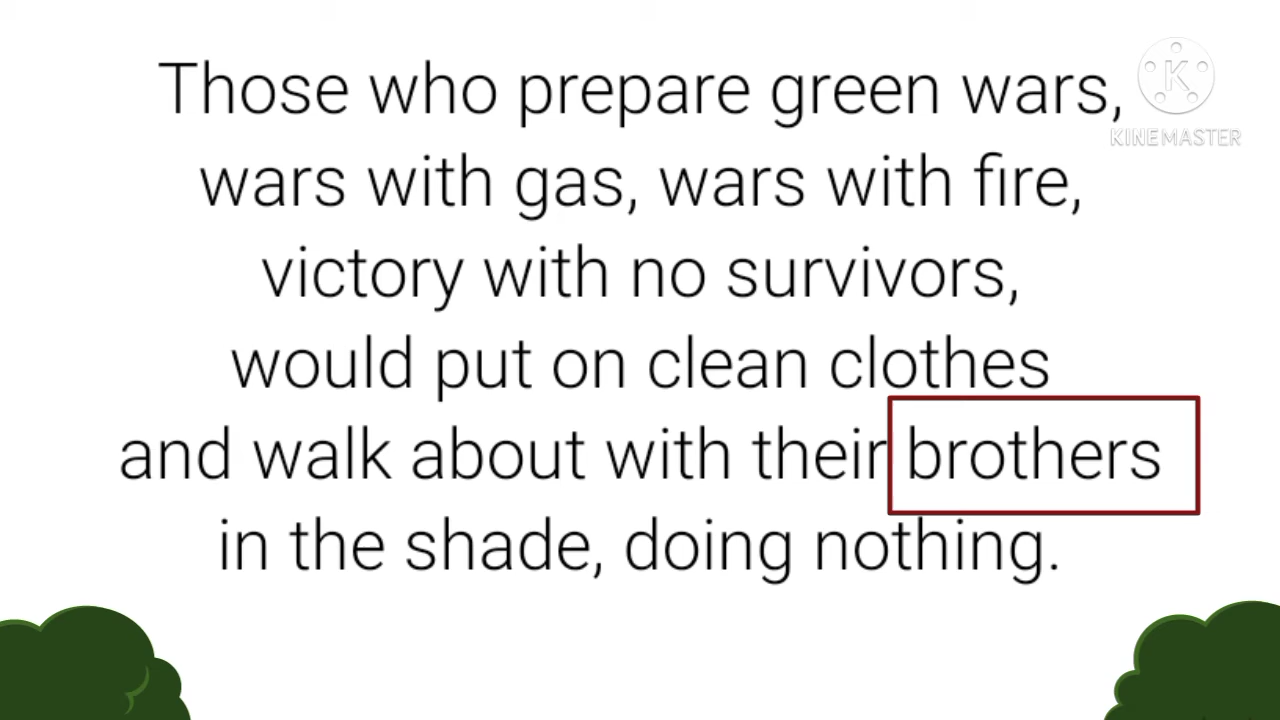 Those who prepare green wars,
wars with gas, wars with fire,
victory with no survivors,
would put on clean clothes
and walk about with their brothers
in the shade, doing nothing.
K
KINEMASTER